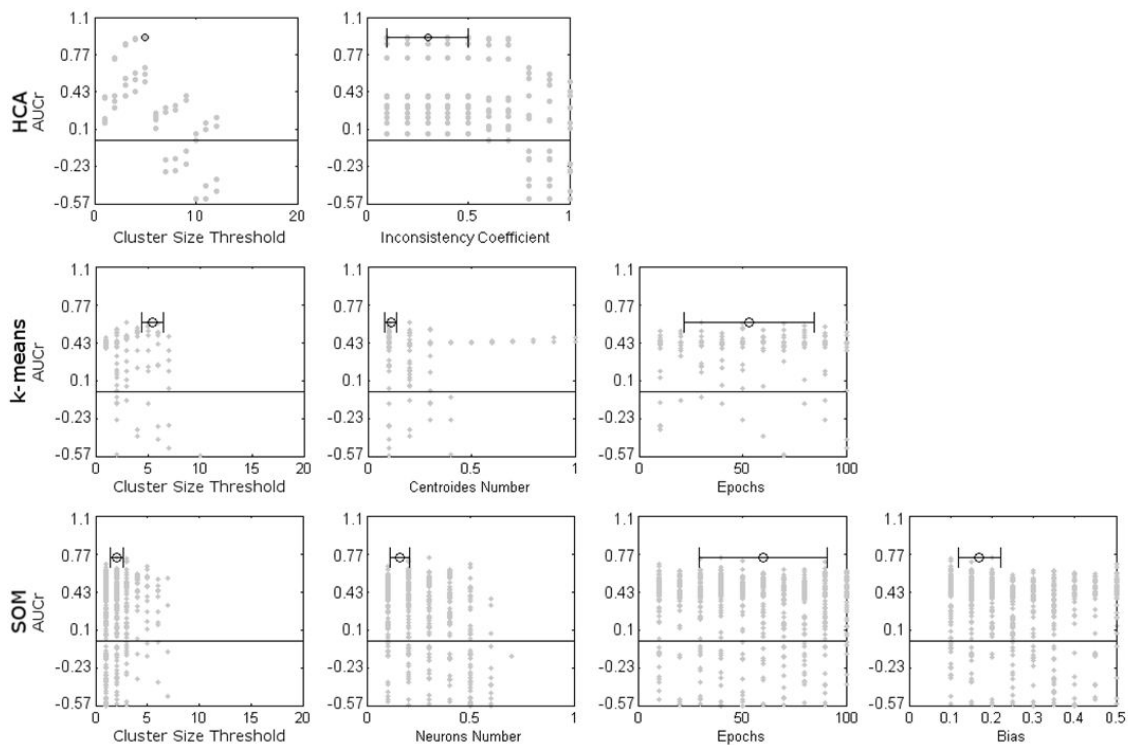 HCA
AUCr
1.1
0.77
0.43
0.1
-0.23
-0.57
0 10 20
Cluster Size Threshold
1.1
0.77
0.43
0.1
-0.23
-0.57
0 0.5 1
Inconsistency Coefficient
k-means
AUCr
1.1
0.77
0.43
0.1
-0.23
-0.57
0 5 10 15 20
Cluster Size Threshold
1.1
0.77
0.43
0.1
-0.23
-0.57
0 0.5 1
Centroides Number
1.1
0.77
0.43
0.1
-0.23
-0.57
0 50 100
Epochs
SOM
AUCr
1.1
0.77
0.43
0.1
-0.23
-0.57
0 5 10 15 20
Cluster Size Threshold
1.1
0.77
0.43
0.1
-0.23
-0.57
0 0.5 1
Neurons Number
1.1
0.77
0.43
0.1
-0.23
-0.57
0 50 100
Epochs
1.1
0.77
0.43
0.1
-0.23
-0.57
0 0.1 0.2 0.3 0.4 0.5
Bias